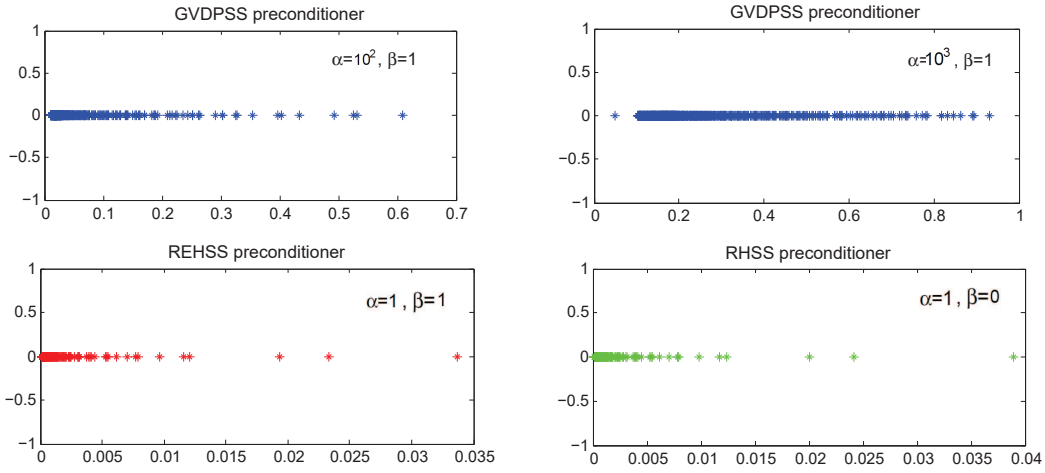 GVDPSS preconditioner
α=10², β=1
1
0.5
0
−0.5
−1
0 0.1 0.2 0.3 0.4 0.5 0.6 0.7
GVDPSS preconditioner
α=10³, β=1
1
0.5
0
−0.5
−1
0 0.2 0.4 0.6 0.8 1
REHSS preconditioner
α=1 , β=1
1
0.5
0
−0.5
−1
0 0.005 0.01 0.015 0.02 0.025 0.03 0.035
RHSS preconditioner
α=1 , β=0
1
0.5
0
−0.5
−1
0 0.005 0.01 0.015 0.02 0.025 0.03 0.035 0.04